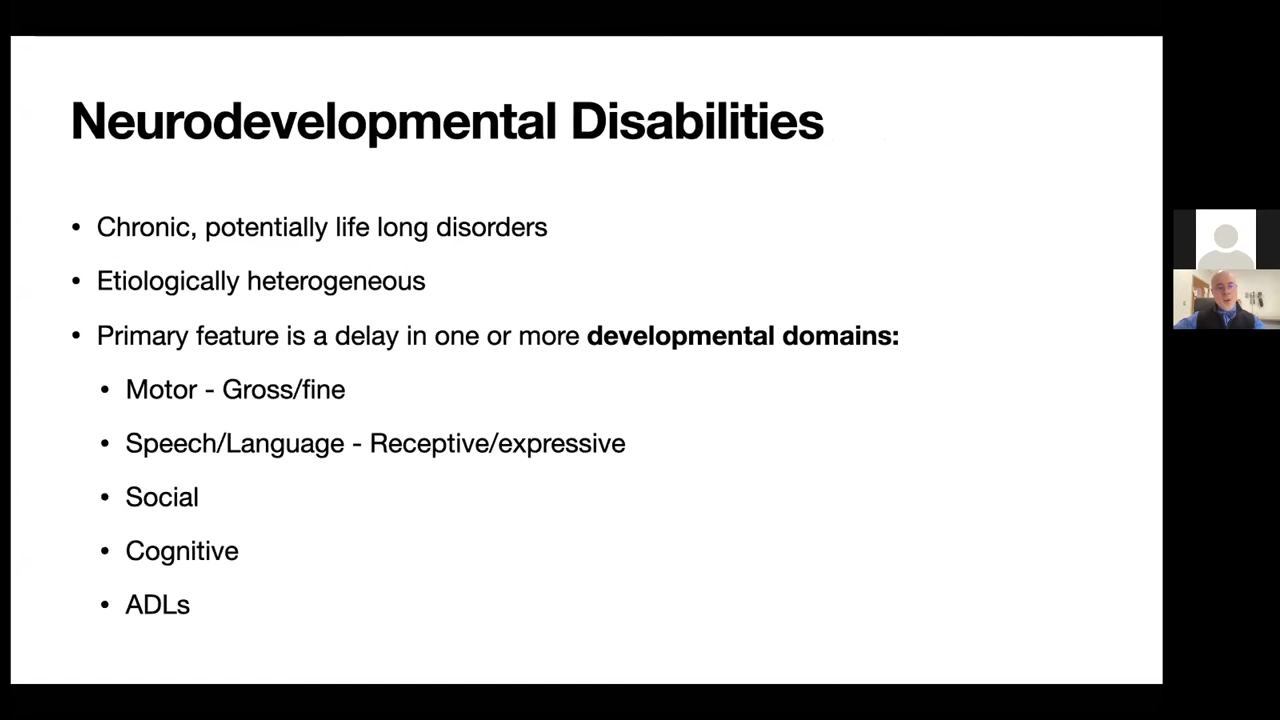 Neurodevelopmental Disabilities
• Chronic, potentially life long disorders
• Etiologically heterogeneous
• Primary feature is a delay in one or more developmental domains:
• Motor - Gross/fine
• Speech/Language - Receptive/expressive
• Social
• Cognitive
• ADLs